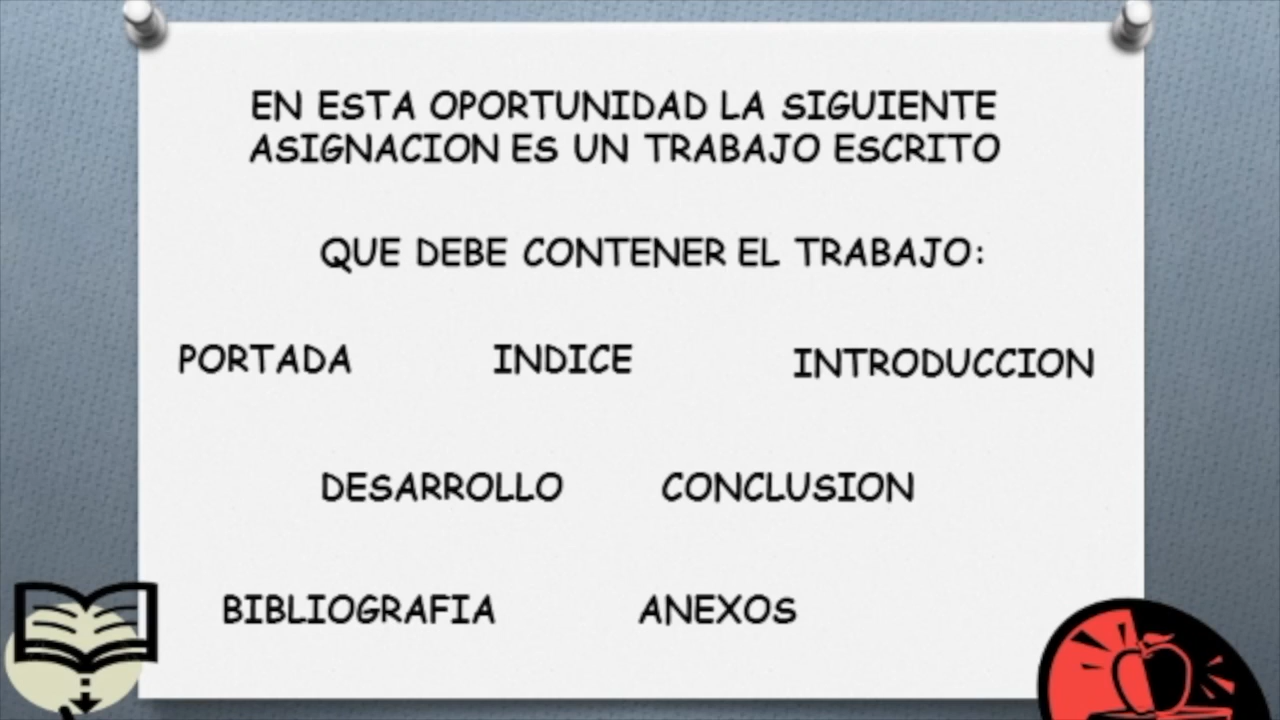 EN ESTA OPORTUNIDAD LA SIGUIENTE
ASIGNACION ES UN TRABAJO ESCRITO
QUE DEBE CONTENER EL TRABAJO:
PORTADA INDICE INTRODUCCION
DESARROLLO CONCLUSION
BIBLIOGRAFIA ANEXOS